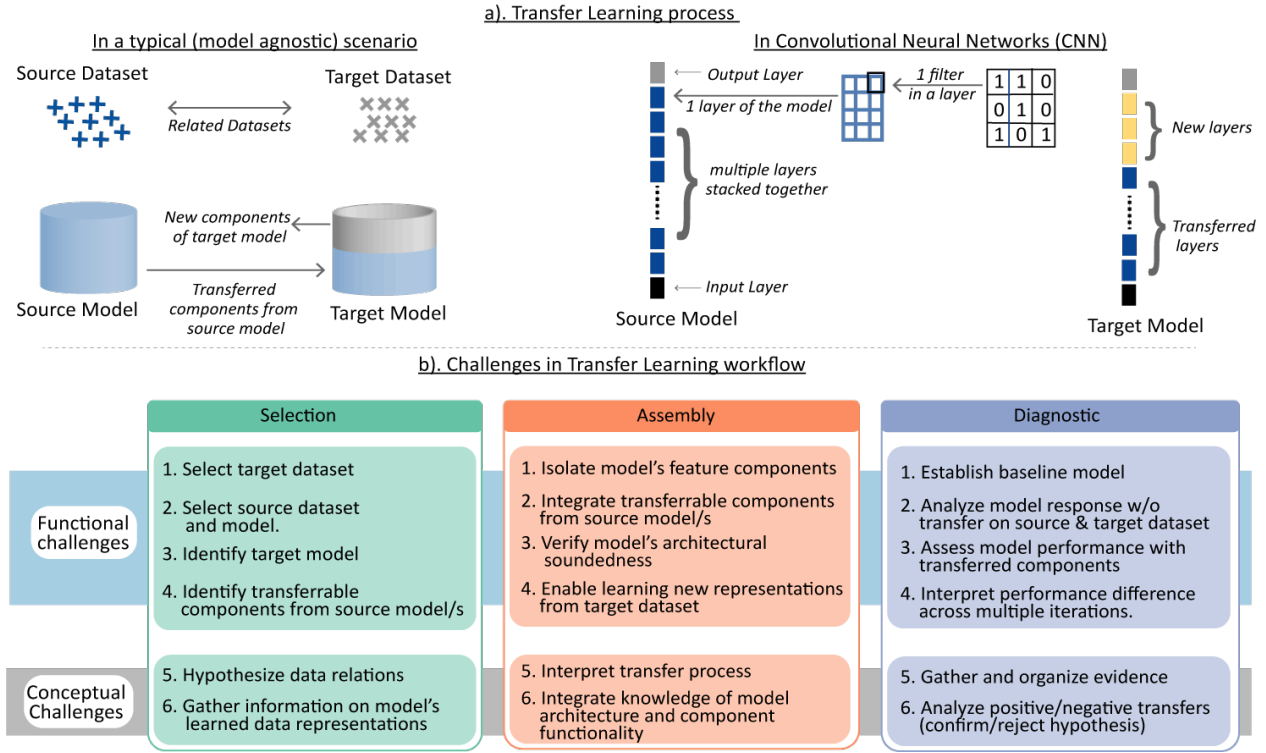 a). Transfer Learning process
In a typical (model agnostic) scenario
Source Dataset
Target Dataset
Related Datasets
New components
of target model
Transferred
components from
source model
Source Model
Target Model
In Convolutional Neural Networks (CNN)
Output Layer
1 layer of the model
1 filter
in a layer
1 1 0
0 1 0
1 0 1
multiple layers
stacked together
Input Layer
Source Model
New layers
Transferred
layers
Target Model
b). Challenges in Transfer Learning workflow
Functional
challenges
Conceptual
Challenges
Selection
1. Select target dataset
2. Select source dataset
and model.
3. Identify target model
4. Identify transferrable
components from source model/s
5. Hypothesize data relations
6. Gather information on model's
learned data representations
Assembly
1. Isolate model's feature components
2. Integrate transferrable components
from source model/s
3. Verify model's architectural
soundedness
4. Enable learning new representations
from target dataset
5. Interpret transfer process
6. Integrate knowledge of model
architecture and component
functionality
Diagnostic
1. Establish baseline model
2. Analyze model response w/o
transfer on source & target dataset
3. Assess model performance with
transferred components
4. Interpret performance difference
across multiple iterations.
5. Gather and organize evidence
6. Analyze positive/negative transfers
(confirm/reject hypothesis)